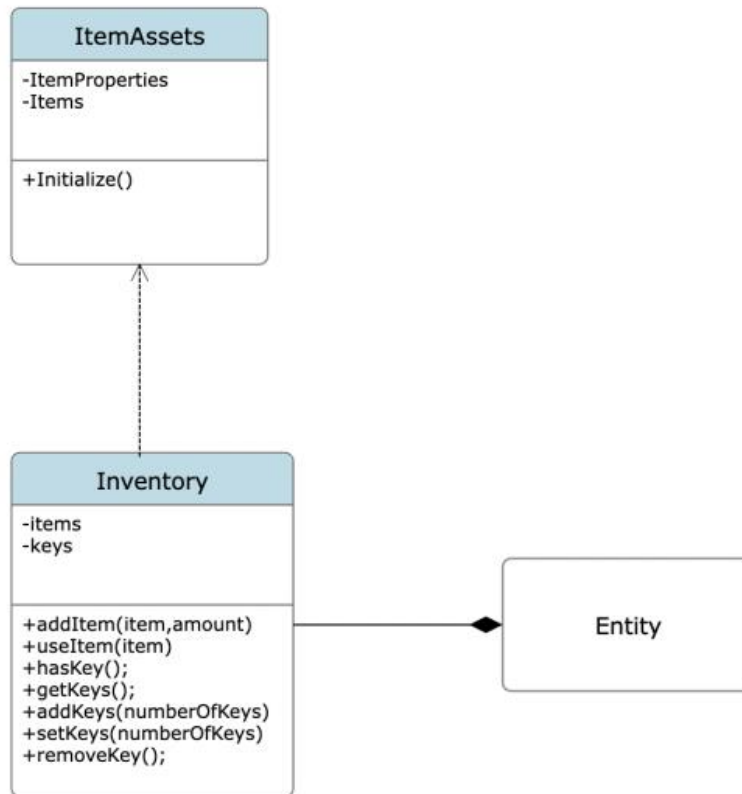 ItemAssets
-ItemProperties
-Items
+Initialize()
Inventory
-items
-keys
+addItem(item,amount)
+useItem(item)
+hasKey();
+getKeys();
+addKeys(numberOfKeys)
+setKeys(numberOfKeys)
+removeKey();
Entity